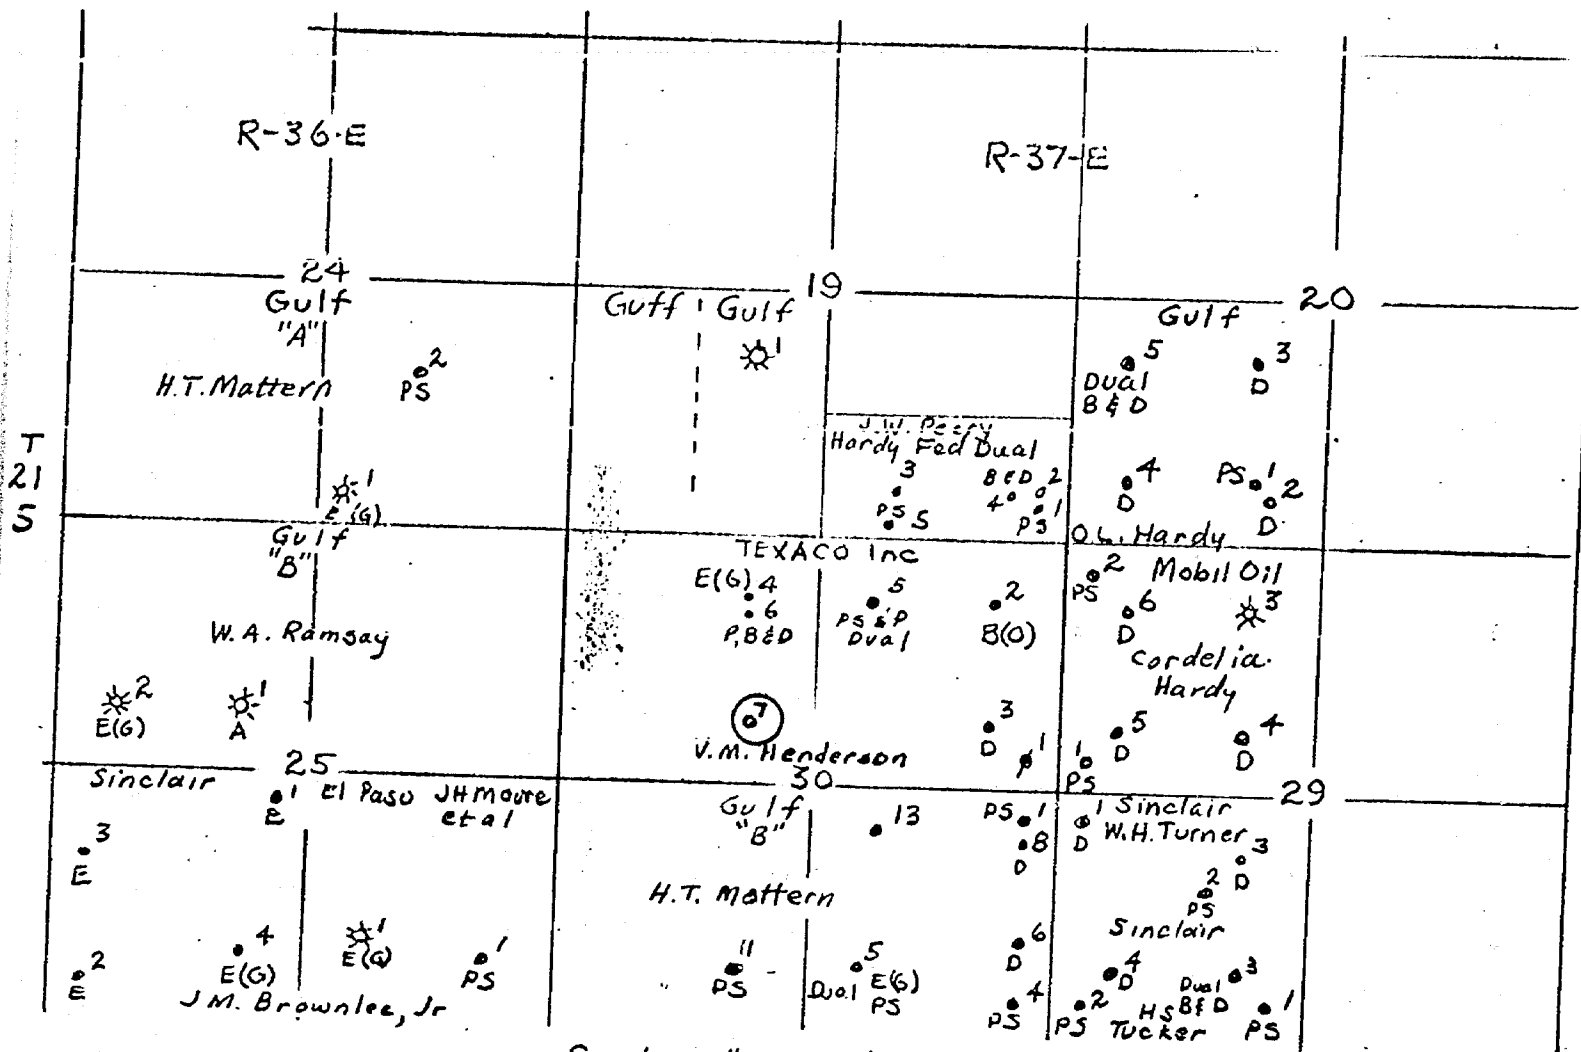 R-36-E
R-37-E
24
19
20
Gulf
"A"
Guff
Gulf
Gulf
1
2
PS
H.T. Mattern
5
Dual
B & D
3
D
J.W. Peery
Hardy Fed Dual
T
21
S
1
E(G)
3
PS
5
B & D
2
4
1
PS
4
D
PS 1
2
D
O.L. Hardy
Gulf
"B"
TEXACO Inc
Mobil Oil
E(G) 4
6
P, B & D
5
PS & P
Dual
2
B(O)
2
PS
6
D
3
W.A. Ramsay
Cordelia
Hardy
2
E(G)
1
A
7
3
D
1
1
PS
5
D
4
D
V.M. Henderson
25
30
29
Sinclair
1
E
El Paso JH Moore
et al
Gulf
"B"
13
PS 1
8
D
1
D
Sinclair
W.H. Turner
3
E
3
D
2
PS
H.T. Mattern
Sinclair
2
E
4
E(G)
1
E(G)
1
PS
11
PS
5
Dual E(G)
PS
6
D
4
PS
4
D
2
PS
Dual
B & D
3
HS
Tucker
1
PS
J M. Brownlee, Jr